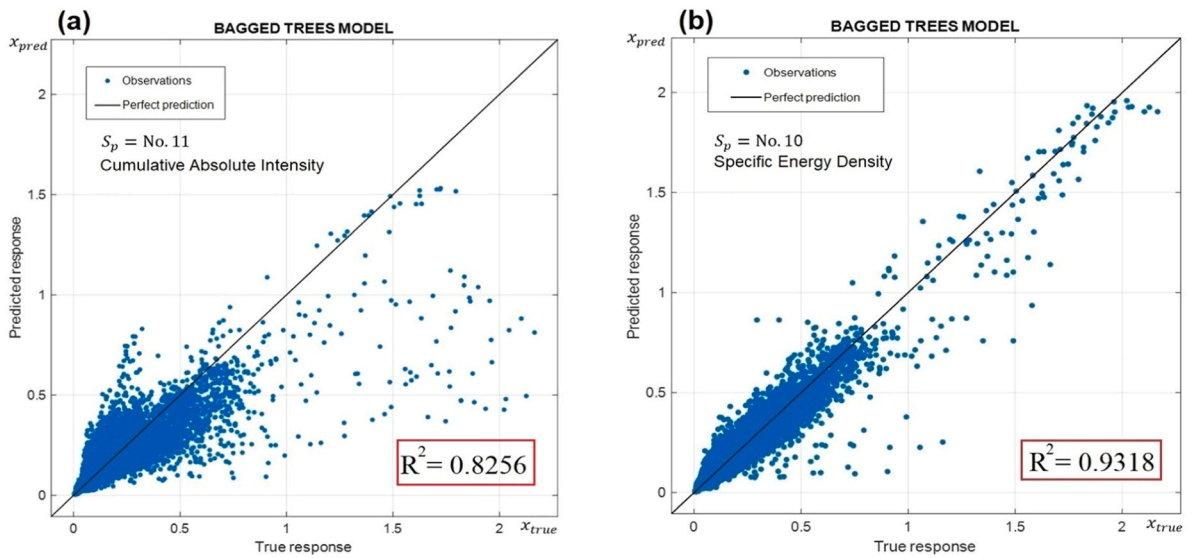 (a)
BAGGED TREES MODEL
x_pred
Observations
Perfect prediction
S_p = No. 11
Cumulative Absolute Intensity
2
1.5
1
0.5
0
Predicted response
R² = 0.8256
0 0.5 1 1.5 2 x_true
True response
(b)
BAGGED TREES MODEL
x_pred
Observations
Perfect prediction
S_p = No. 10
Specific Energy Density
2
1.5
1
0.5
0
Predicted response
R² = 0.9318
0 0.5 1 1.5 2 x_true
True response